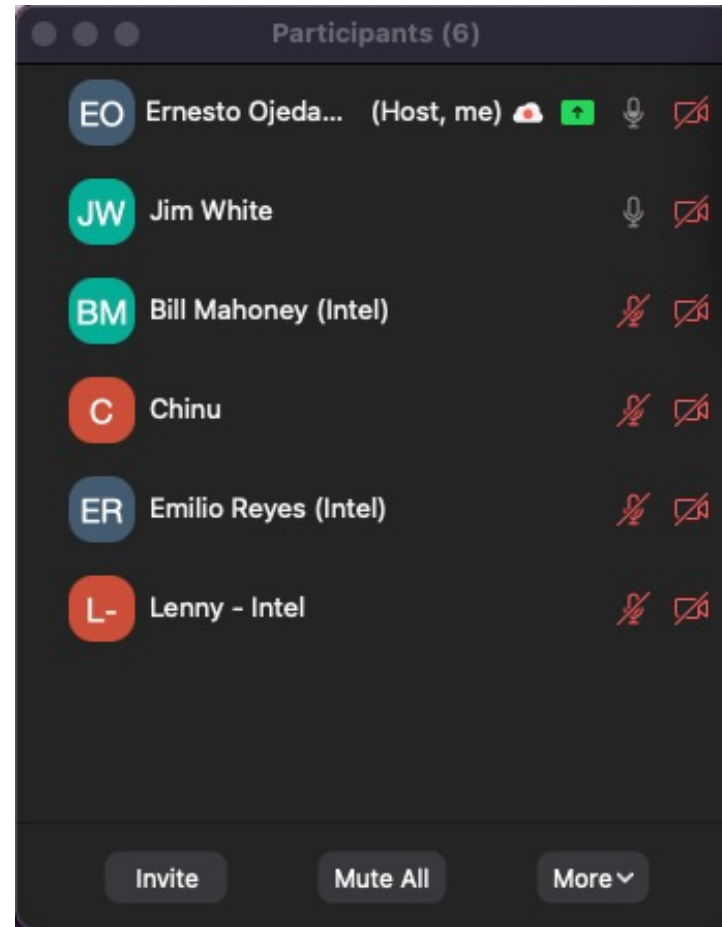 Participants (6)
EO Ernesto Ojeda... (Host, me)
JW Jim White
BM Bill Mahoney (Intel)
C Chinu
ER Emilio Reyes (Intel)
L- Lenny - Intel
Invite Mute All More